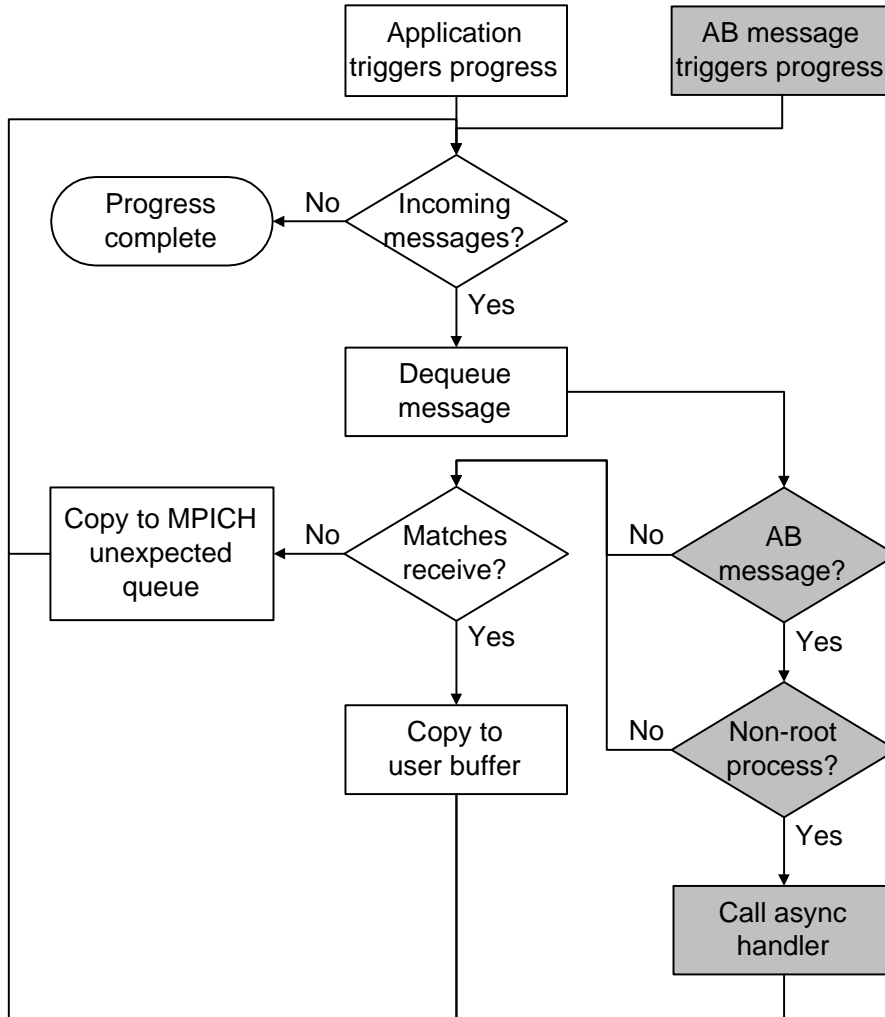 Application
triggers progress
AB message
triggers progress
Progress
complete
No
Incoming
messages?
Yes
Dequeue
message
Copy to MPICH
unexpected
queue
No
Matches
receive?
No
AB
message?
Yes
Yes
Copy to
user buffer
No
Non-root
process?
Yes
Call async
handler